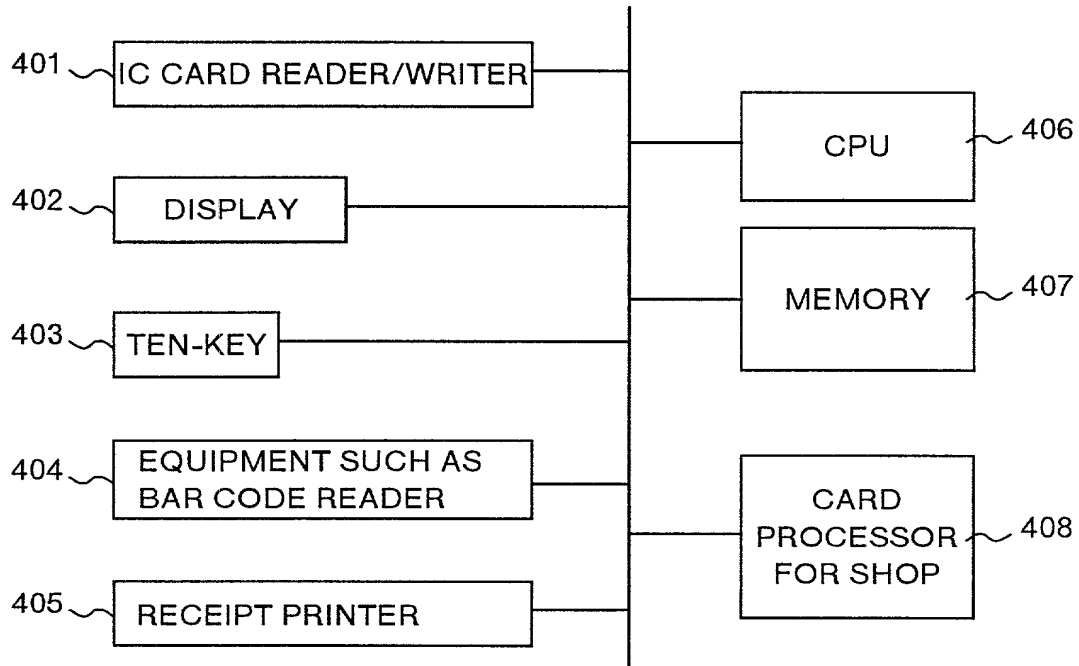 401
IC CARD READER/WRITER
402
DISPLAY
403
TEN-KEY
404
EQUIPMENT SUCH AS
BAR CODE READER
405
RECEIPT PRINTER
CPU
406
MEMORY
407
CARD
PROCESSOR
FOR SHOP
408